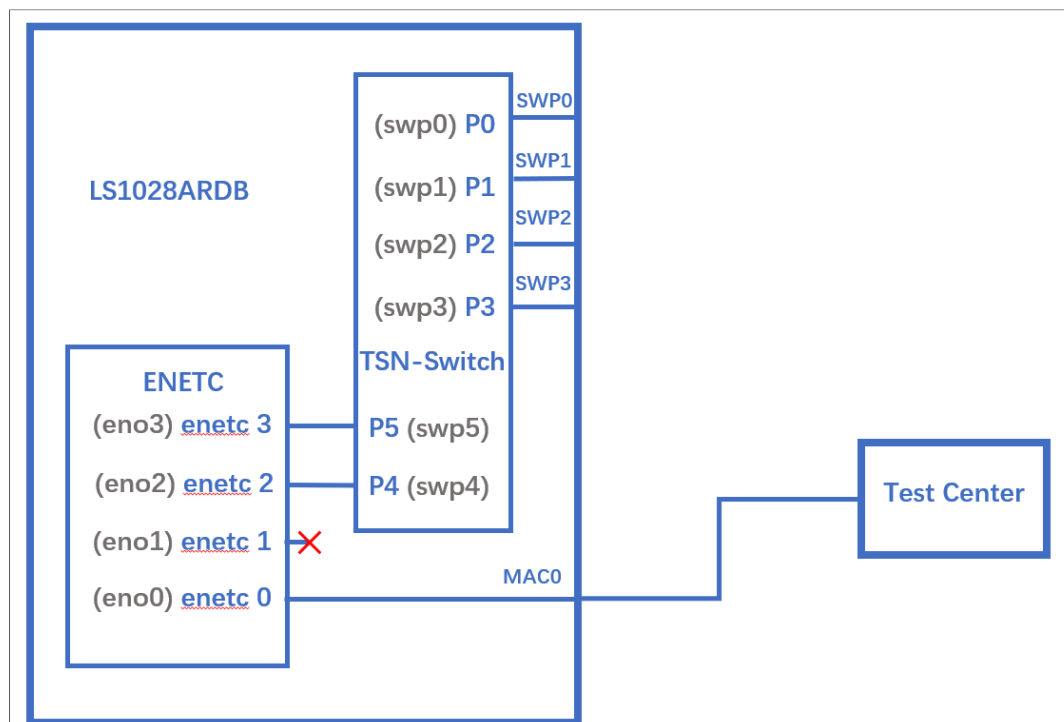 SWP0
(swp0) P0
SWP1
LS1028ARDB
(swp1) P1
SWP2
(swp2) P2
SWP3
(swp3) P3
TSN-Switch
ENETC
(eno3) enetc 3
P5 (swp5)
(eno2) enetc 2
P4 (swp4)
Test Center
(eno1) enetc 1
MAC0
(eno0) enetc 0